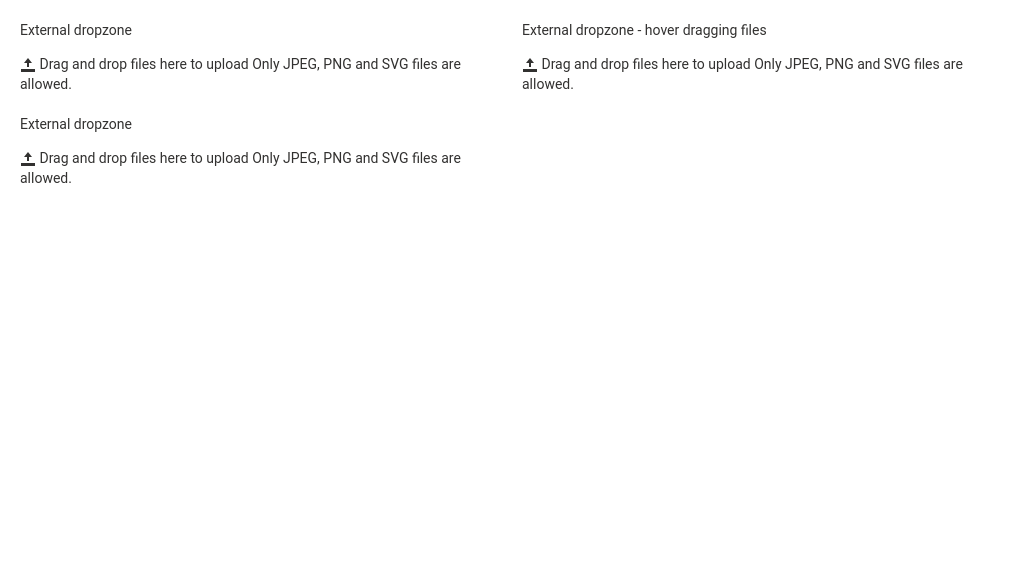 External dropzone
Drag and drop files here to upload Only JPEG, PNG and SVG files are
allowed.
External dropzone - hover dragging files
Drag and drop files here to upload Only JPEG, PNG and SVG files are
allowed.
External dropzone
Drag and drop files here to upload Only JPEG, PNG and SVG files are
allowed.